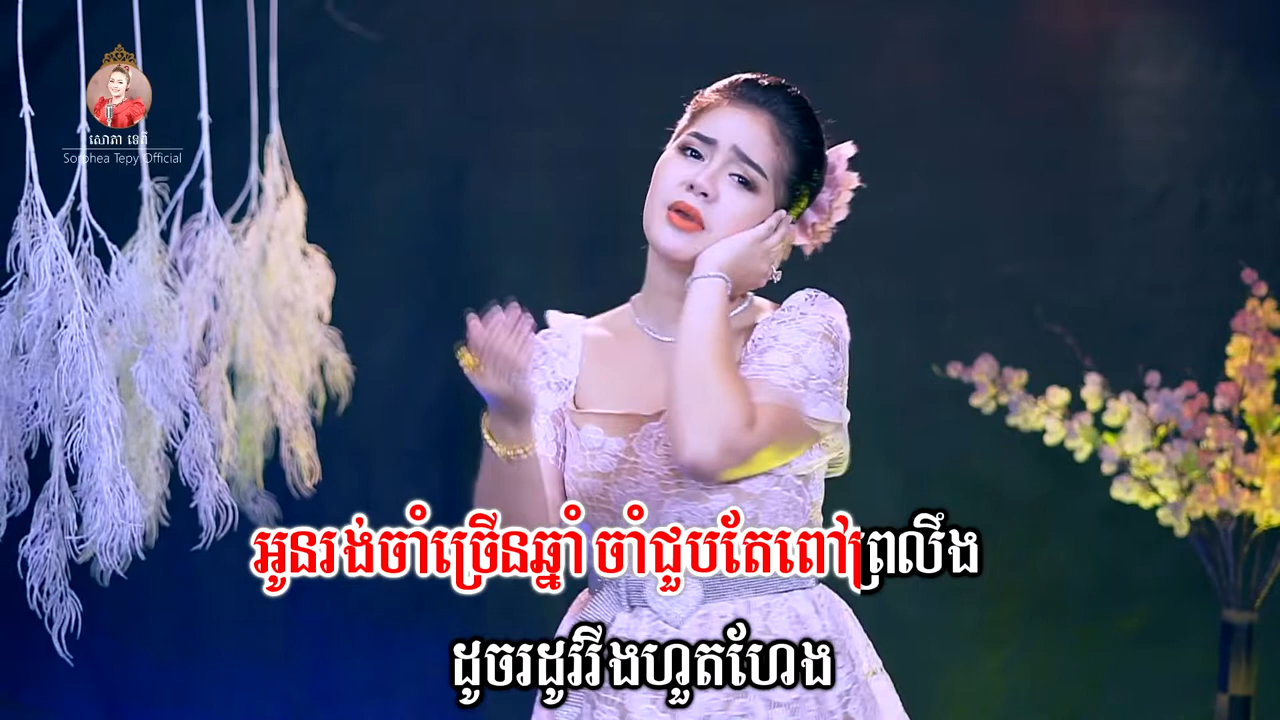 សោភា ទេពី
Sorphea Tepy Official
អូនរង់ចាំច្រើនឆ្នាំ ចាំជួបតែពៅព្រលឹង
ដូចរដូវរីងហួតហែង